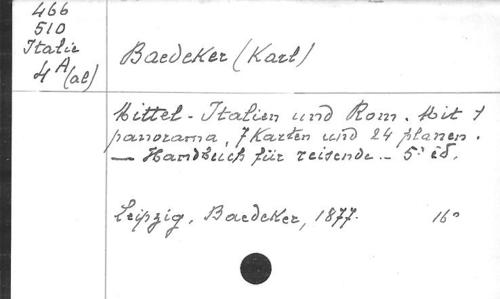 466
510
Italie
4 A (al)
Baedeker (Karl)
Mittel-Italien und Rom. Mit 1
panorama, 7 Karten und 24 planen.
— Handbuch für reisende. — 5e éd.
Leipzig, Baedeker, 1877. 16°